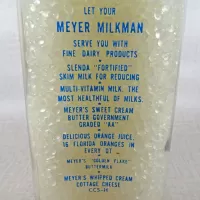 LET YOUR
MEYER MILKMAN
SERVE YOU WITH
FINE DAIRY PRODUCTS
SLENDA "FORTIFIED"
SKIM MILK FOR REDUCING
MULTI-VITAMIN MILK, THE
MOST HEALTHFUL OF MILKS.
MEYER'S SWEET CREAM
BUTTER-GOVERNMENT
GRADED "AA"
DELICIOUS ORANGE JUICE,
16 FLORIDA ORANGES IN
EVERY QT
MEYER'S "GOLDEN FLAKE"
BUTTERMILK
MEYER'S WHIPPED CREAM
COTTAGE CHEESE
CCS-H